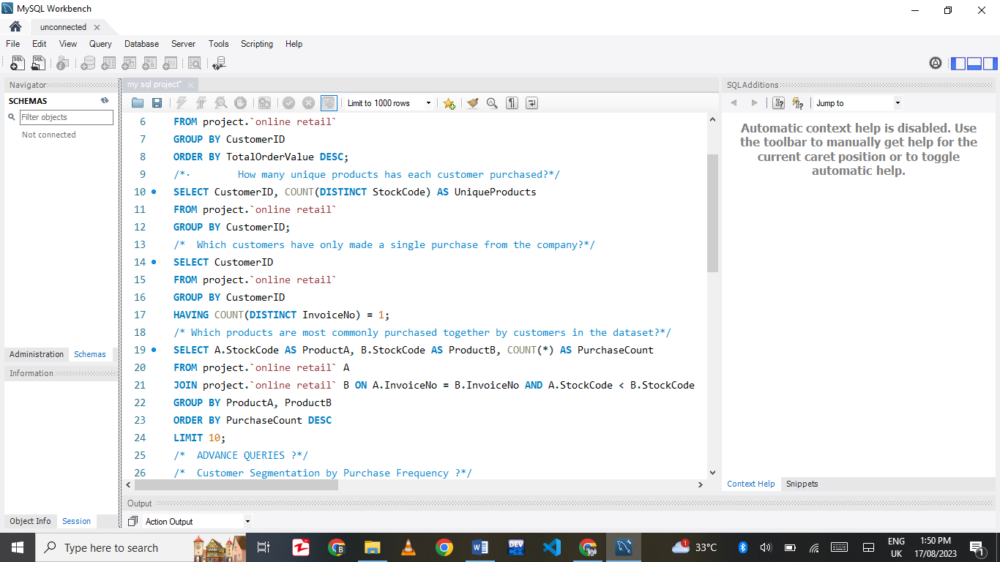 MySQL Workbench
unconnected
File Edit View Query Database Server Tools Scripting Help
Navigator
SCHEMAS
Filter objects
Not connected
Administration Schemas
Information
Object Info Session
my sql project*
Limit to 1000 rows
6 FROM project.`online retail`
7 GROUP BY CustomerID
8 ORDER BY TotalOrderValue DESC;
9 /*· How many unique products has each customer purchased?*/
10 SELECT CustomerID, COUNT(DISTINCT StockCode) AS UniqueProducts
11 FROM project.`online retail`
12 GROUP BY CustomerID;
13 /* Which customers have only made a single purchase from the company?*/
14 SELECT CustomerID
15 FROM project.`online retail`
16 GROUP BY CustomerID
17 HAVING COUNT(DISTINCT InvoiceNo) = 1;
18 /* Which products are most commonly purchased together by customers in the dataset?*/
19 SELECT A.StockCode AS ProductA, B.StockCode AS ProductB, COUNT(*) AS PurchaseCount
20 FROM project.`online retail` A
21 JOIN project.`online retail` B ON A.InvoiceNo = B.InvoiceNo AND A.StockCode < B.StockCode
22 GROUP BY ProductA, ProductB
23 ORDER BY PurchaseCount DESC
24 LIMIT 10;
25 /* ADVANCE QUERIES ?*/
26 /* Customer Segmentation by Purchase Frequency ?*/
Output
Action Output
SQLAdditions
Jump to
Automatic context help is disabled. Use
the toolbar to manually get help for the
current caret position or to toggle
automatic help.
Context Help Snippets
Type here to search
DEV
1
33°C
ENG
UK
1:50 PM
17/08/2023
1